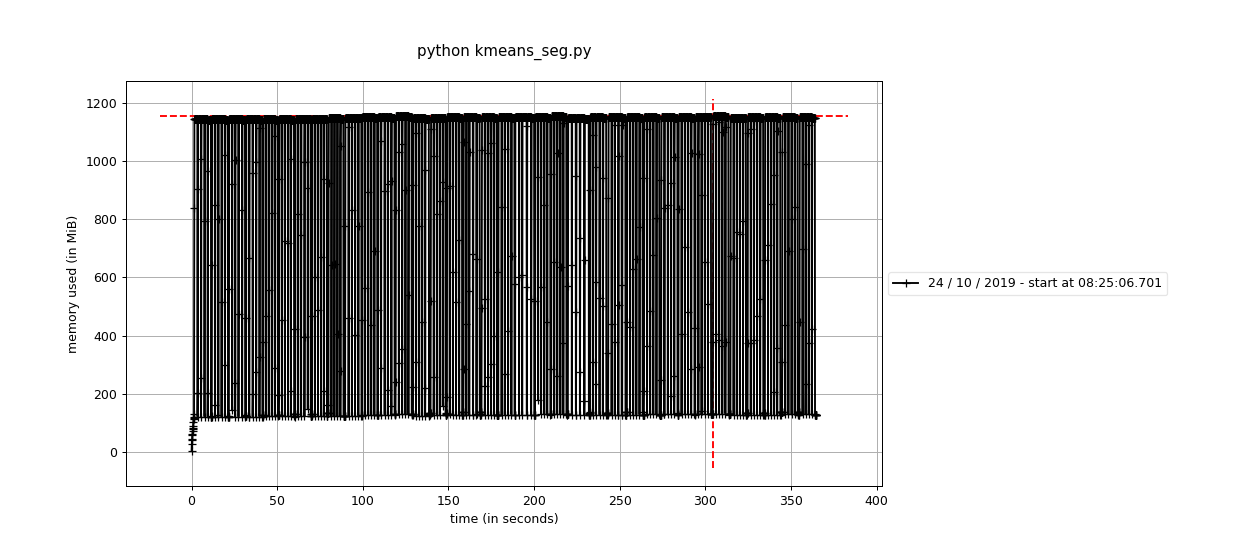 python kmeans_seg.py
1200
1000
800
600
400
200
0
memory used (in MiB)
0 50 100 150 200 250 300 350 400
time (in seconds)
24 / 10 / 2019 - start at 08:25:06.701